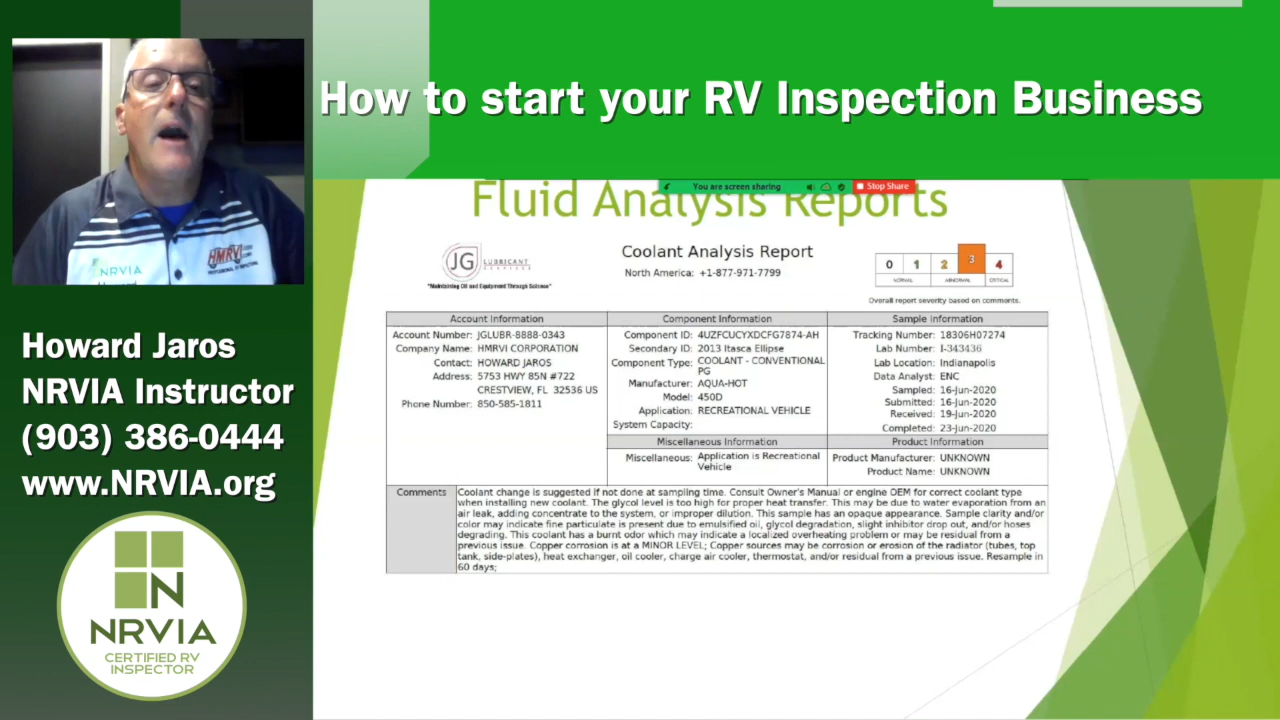 How to start your RV Inspection Business
You are screen sharing
Stop Share
Fluid Analysis Reports
JG LUBRICANT
"Maintaining Oil and Equipment Through Science"
Coolant Analysis Report
North America: +1-877-971-7799
0 1 2 3 4
NORMAL ABNORMAL CRITICAL
Overall report severity based on comments.
Account Information
Account Number: JGLUBR-8888-0343
Company Name: HMRVI CORPORATION
Contact: HOWARD JAROS
Address: 5753 HWY 85N #722
CRESTVIEW, FL 32536 US
Phone Number: 850-585-1811
Component Information
Component ID: 4UZFCUCYXDCFG7874-AH
Secondary ID: 2013 Itasca Ellipse
Component Type: COOLANT - CONVENTIONAL
PG
Manufacturer: AQUA-HOT
Model: 450D
Application: RECREATIONAL VEHICLE
System Capacity:
Miscellaneous Information
Miscellaneous: Application is Recreational
Vehicle
Sample Information
Tracking Number: 18306H07274
Lab Number: I-343436
Lab Location: Indianapolis
Data Analyst: ENC
Sampled: 16-Jun-2020
Submitted: 16-Jun-2020
Received: 19-Jun-2020
Completed: 23-Jun-2020
Product Information
Product Manufacturer: UNKNOWN
Product Name: UNKNOWN
Comments
Coolant change is suggested if not done at sampling time. Consult Owner's Manual or engine OEM for correct coolant type
when installing new coolant. The glycol level is too high for proper heat transfer. This may be due to water evaporation from an
air leak, adding concentrate to the system, or improper dilution. This sample has an opaque appearance. Sample clarity and/or
color may indicate fine particulate is present due to emulsified oil, glycol degradation, slight inhibitor drop out, and/or hoses
degrading. This coolant has a burnt odor which may indicate a localized overheating problem or may be residual from a
previous issue. Copper corrosion is at a MINOR LEVEL; Copper sources may be corrosion or erosion of the radiator (tubes, top
tank, side-plates), heat exchanger, oil cooler, charge air cooler, thermostat, and/or residual from a previous issue. Resample in
60 days;
NRVIA
HMRVI
Howard Jaros
NRVIA Instructor
(903) 386-0444
www.NRVIA.org
N
NRVIA
CERTIFIED RV
INSPECTOR